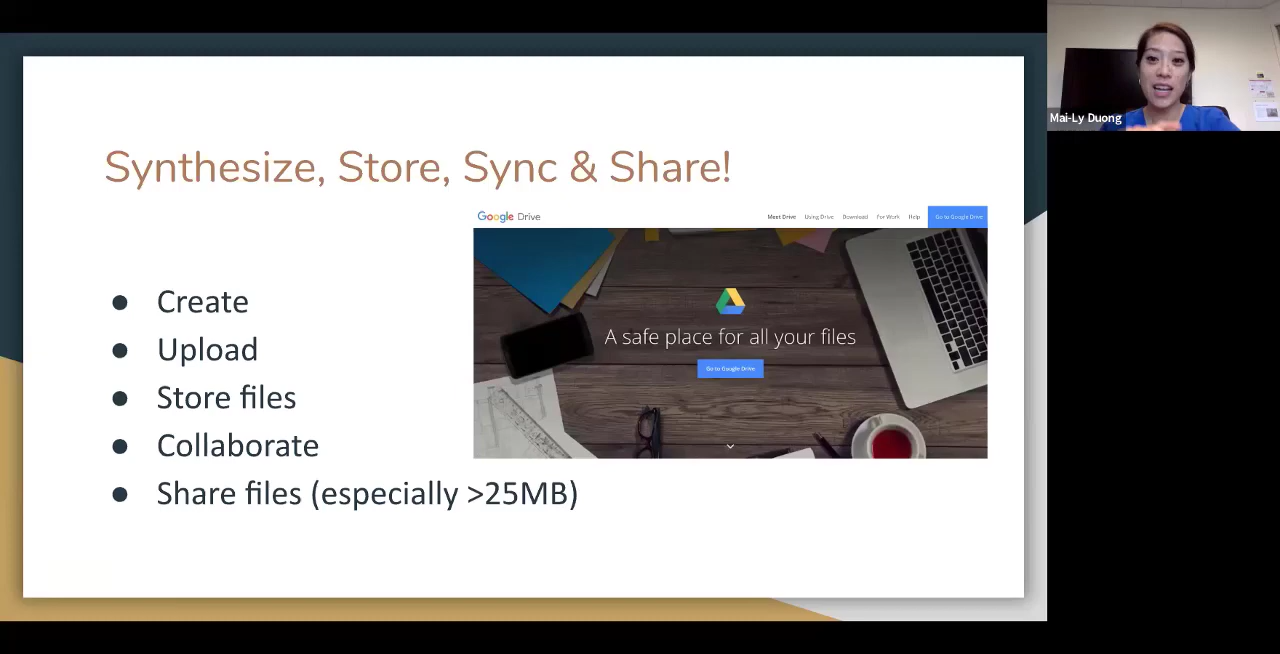 Mai-Ly Duong
Synthesize, Store, Sync & Share!
Google Drive
Meet Drive Using Drive Download For Work Help Go to Google Drive
A safe place for all your files
Go to Google Drive
● Create
● Upload
● Store files
● Collaborate
● Share files (especially >25MB)